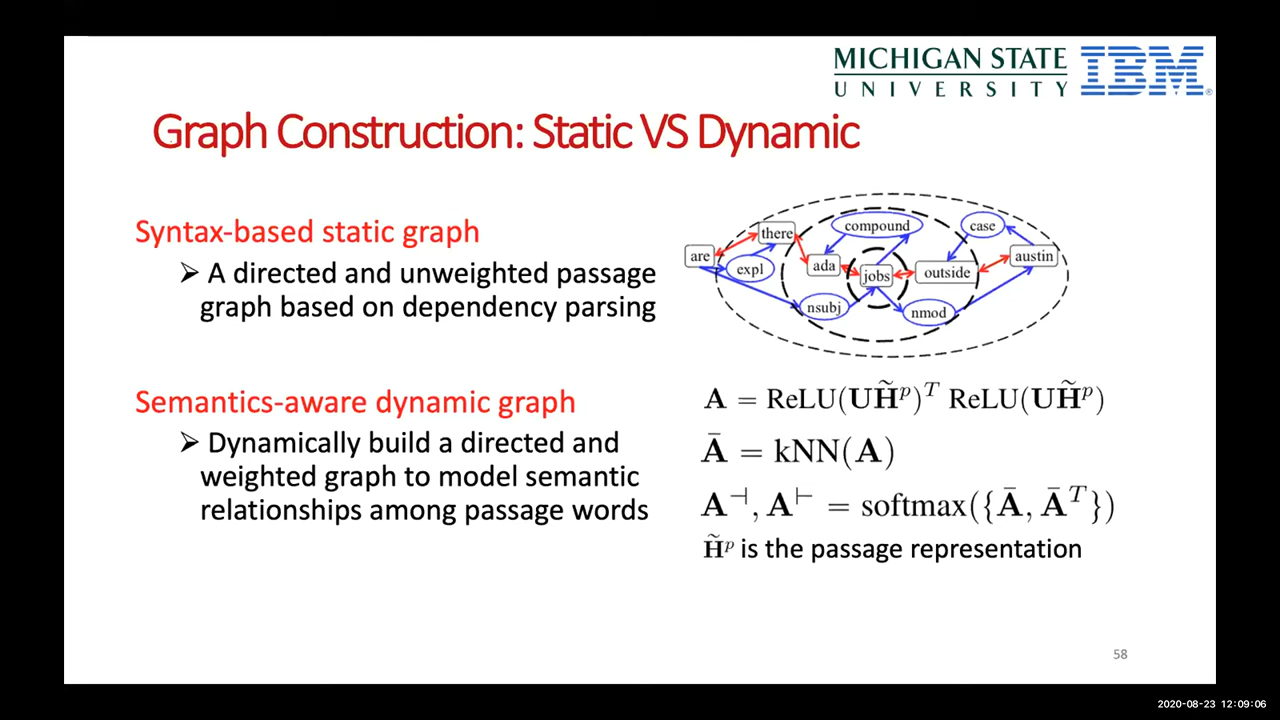 MICHIGAN STATE
UNIVERSITY
IBM®
Graph Construction: Static VS Dynamic
Syntax-based static graph
➢ A directed and unweighted passage
graph based on dependency parsing
there
compound
case
are
expl
ada
jobs
outside
austin
nsubj
nmod
Semantics-aware dynamic graph
➢ Dynamically build a directed and
weighted graph to model semantic
relationships among passage words
A = ReLU(UH̃ᵖ)ᵀ ReLU(UH̃ᵖ)
Ā = kNN(A)
A⊣, A⊢ = softmax({Ā, Āᵀ})
H̃ᵖ is the passage representation
58
2020-08-23 12:09:06